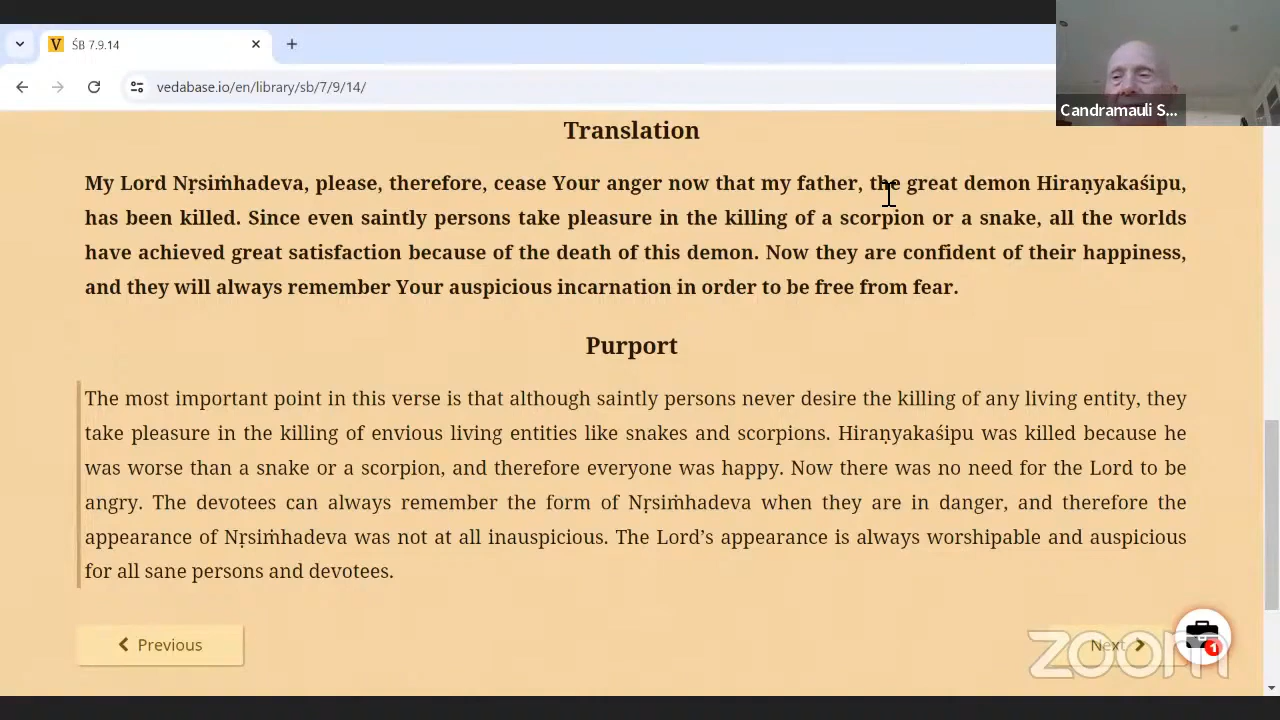 ŚB 7.9.14
vedabase.io/en/library/sb/7/9/14/
Candramauli S...
Translation
My Lord Nṛsiṁhadeva, please, therefore, cease Your anger now that my father, the great demon Hiraṇyakaśipu,
has been killed. Since even saintly persons take pleasure in the killing of a scorpion or a snake, all the worlds
have achieved great satisfaction because of the death of this demon. Now they are confident of their happiness,
and they will always remember Your auspicious incarnation in order to be free from fear.
Purport
The most important point in this verse is that although saintly persons never desire the killing of any living entity, they
take pleasure in the killing of envious living entities like snakes and scorpions. Hiraṇyakaśipu was killed because he
was worse than a snake or a scorpion, and therefore everyone was happy. Now there was no need for the Lord to be
angry. The devotees can always remember the form of Nṛsiṁhadeva when they are in danger, and therefore the
appearance of Nṛsiṁhadeva was not at all inauspicious. The Lord’s appearance is always worshipable and auspicious
for all sane persons and devotees.
Previous
Next
zoom
1